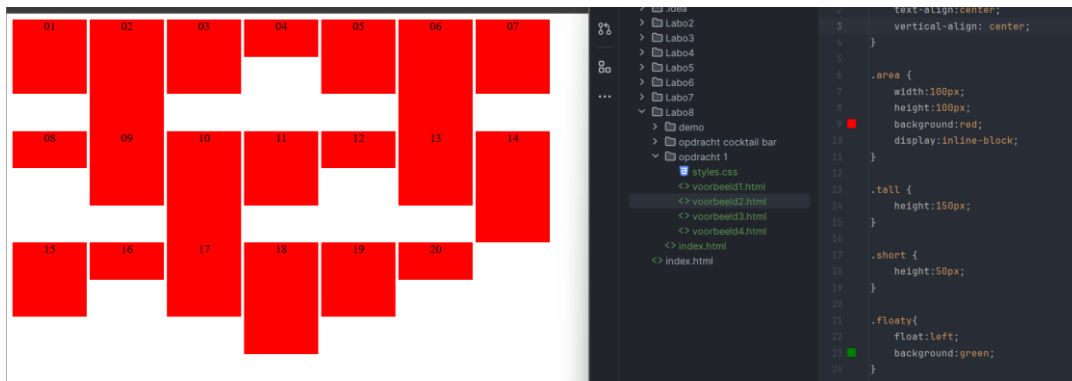 01 02 03 04 05 06 07
08 09 10 11 12 13 14
15 16 17 18 19 20
.idea
Labo2
Labo3
Labo4
Labo5
Labo6
Labo7
Labo8
demo
opdracht cocktail bar
opdracht 1
styles.css
<> voorbeeld1.html
<> voorbeeld2.html
<> voorbeeld3.html
<> voorbeeld4.html
<> index.html
<> index.html
2 text-align:center;
3 vertical-align: center;
4 }
5
6 .area {
7 width:100px;
8 height:100px;
9 background:red;
10 display:inline-block;
11 }
12
13 .tall {
14 height:150px;
15 }
16
17 .short {
18 height:50px;
19 }
20
21 .floaty{
22 float:left;
23 background:green;
24 }